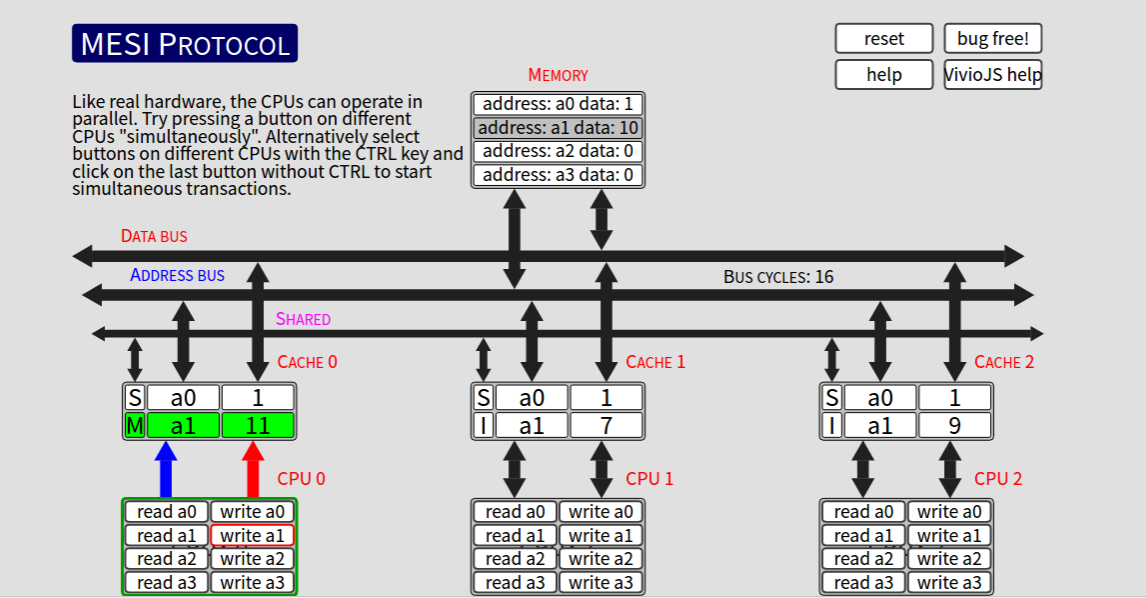 MESI PROTOCOL
reset
bug free!
help
VivioJS help
MEMORY
Like real hardware, the CPUs can operate in
parallel. Try pressing a button on different
CPUs "simultaneously". Alternatively select
buttons on different CPUs with the CTRL key and
click on the last button without CTRL to start
simultaneous transactions.
address: a0 data: 1
address: a1 data: 10
address: a2 data: 0
address: a3 data: 0
DATA BUS
ADDRESS BUS
BUS CYCLES: 16
SHARED
CACHE 0
S a0 1
M a1 11
CACHE 1
S a0 1
I a1 7
CACHE 2
S a0 1
I a1 9
CPU 0
read a0 write a0
read a1 write a1
read a2 write a2
read a3 write a3
CPU 1
read a0 write a0
read a1 write a1
read a2 write a2
read a3 write a3
CPU 2
read a0 write a0
read a1 write a1
read a2 write a2
read a3 write a3